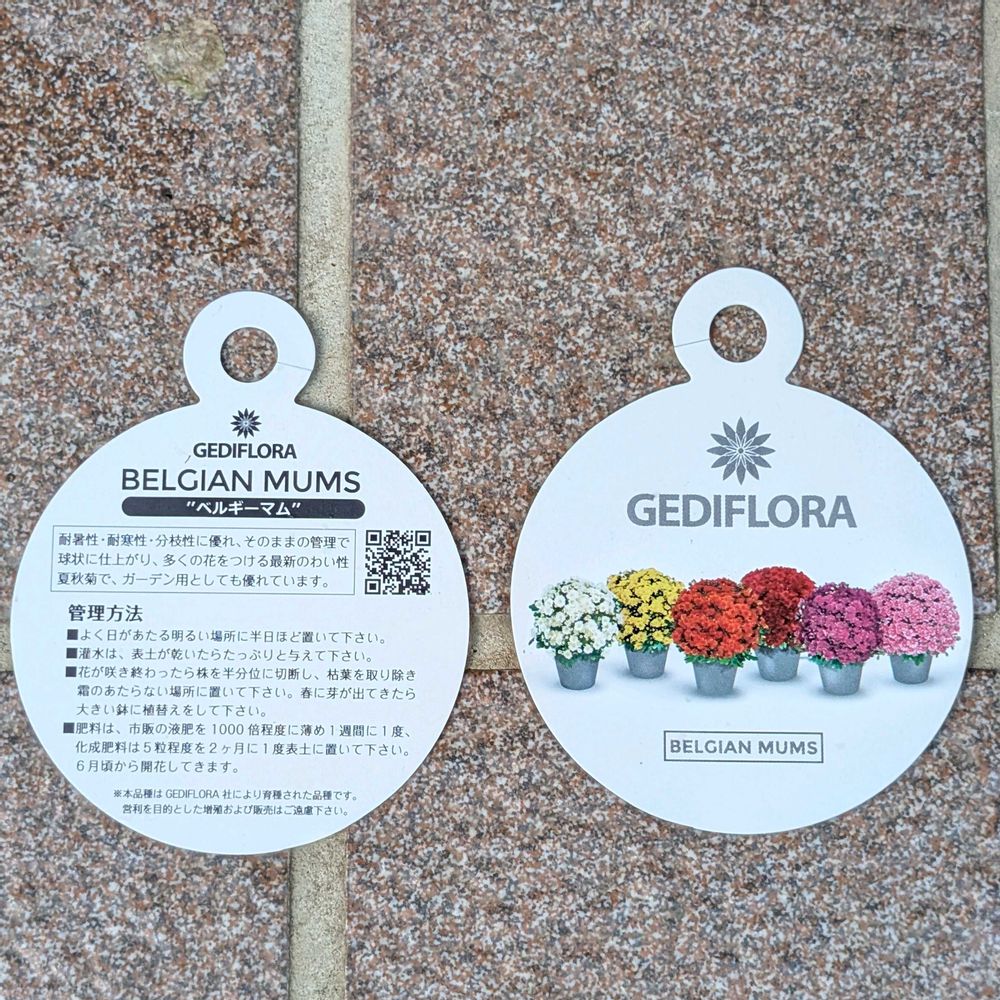 GEDIFLORA
BELGIAN MUMS
"ベルギーマム"
耐暑性・耐寒性・分枝性に優れ、そのままの管理で
球状に仕上がり、多くの花をつける最新のわい性
夏秋菊で、ガーデン用としても優れています。
管理方法
■よく日があたる明るい場所に半日ほど置いて下さい。
■灌水は、表土が乾いたらたっぷりと与えて下さい。
■花が咲き終わったら株を半分位に切断し、枯葉を取り除き
霜のあたらない場所に置いて下さい。春に芽が出てきたら
大きい鉢に植替えをして下さい。
■肥料は、市販の液肥を1000倍程度に薄め1週間に1度、
化成肥料は5粒程度を2ヶ月に1度表土に置いて下さい。
6月頃から開花してきます。
※本品種は GEDIFLORA 社により育種された品種です。
営利を目的とした増殖および販売はご遠慮下さい。
GEDIFLORA
BELGIAN MUMS